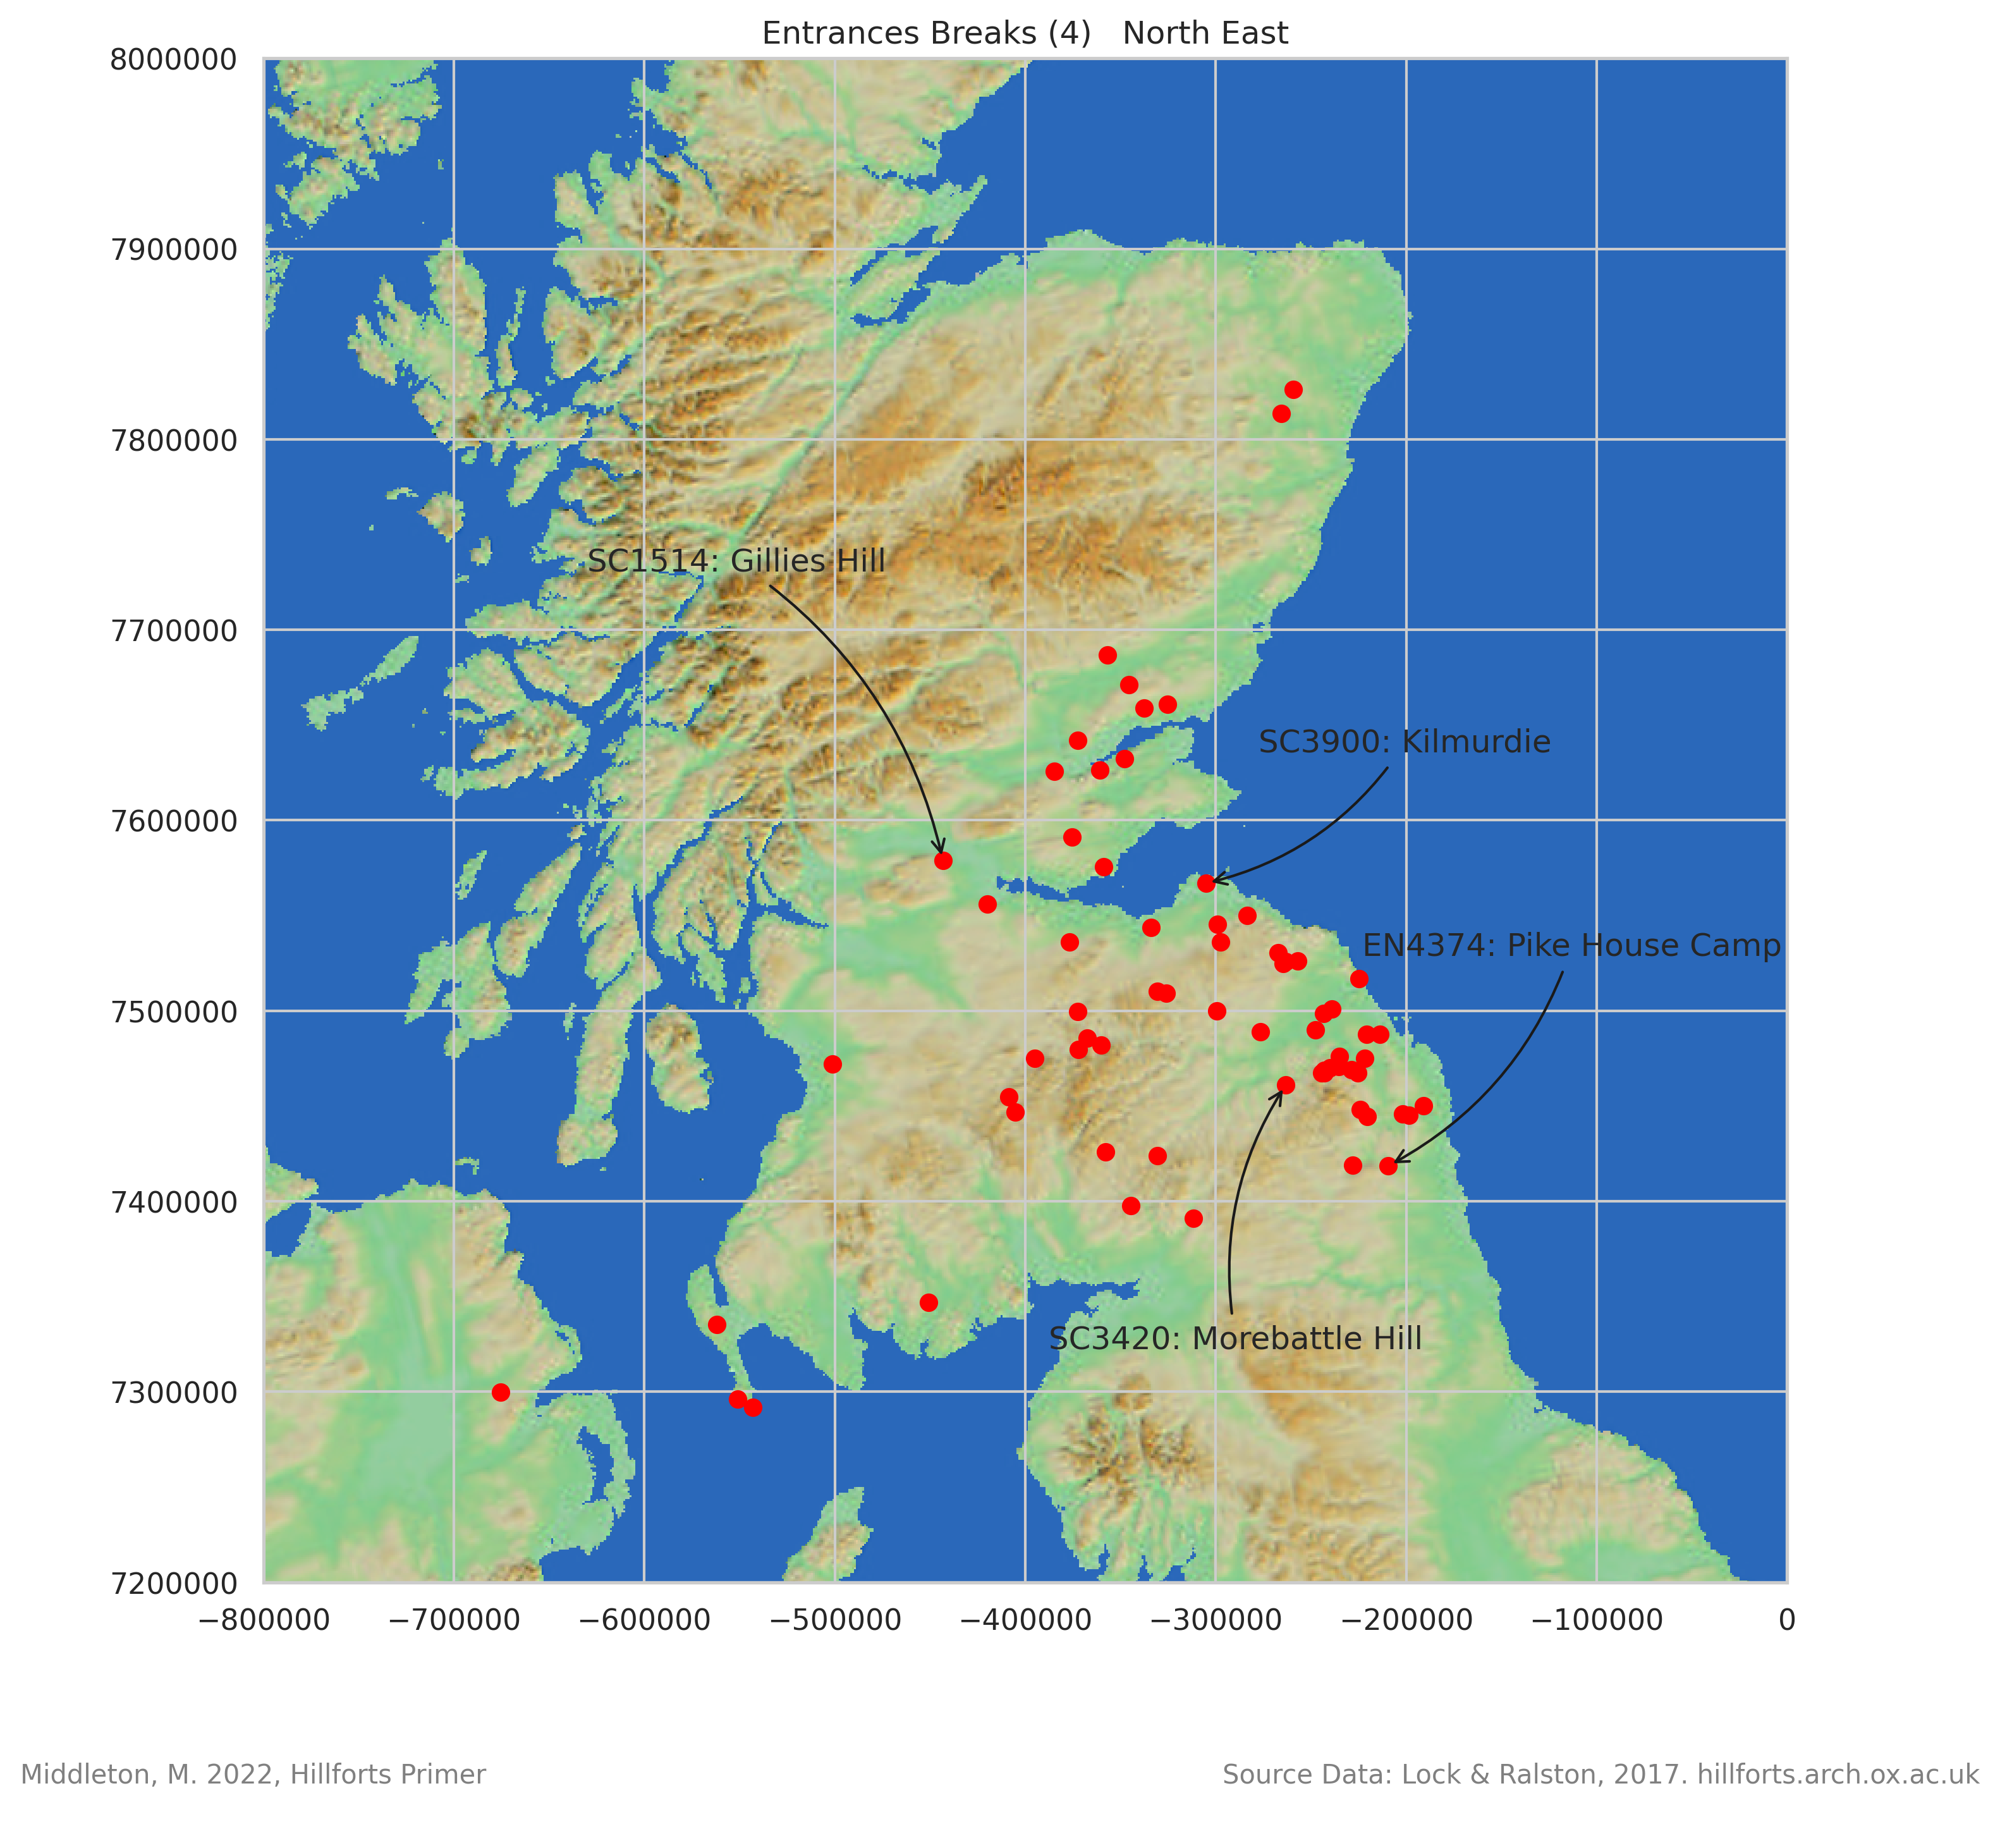 Entrances Breaks (4)   North East
8000000
7900000
7800000
SC1514: Gillies Hill
7700000
SC3900: Kilmurdie
7600000
EN4374: Pike House Camp
7500000
7400000
SC3420: Morebattle Hill
7300000
7200000
−800000 −700000 −600000 −500000 −400000 −300000 −200000 −100000 0
Middleton, M. 2022, Hillforts Primer
Source Data: Lock & Ralston, 2017. hillforts.arch.ox.ac.uk